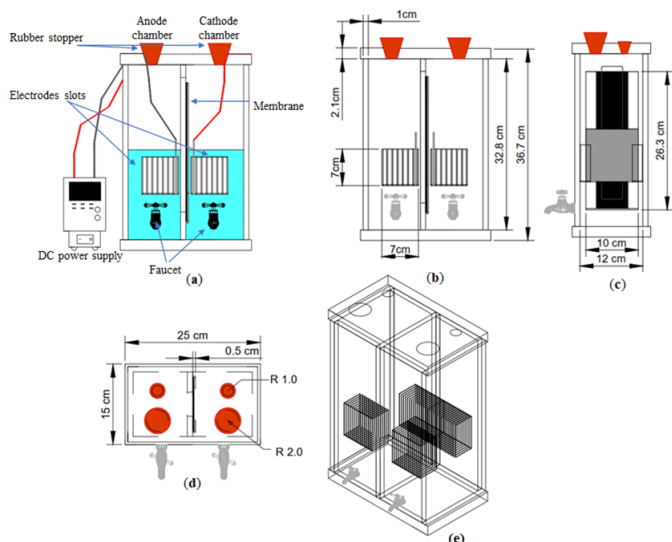 Anode
chamber
Cathode
chamber
Rubber stopper
Electrodes slots
Membrane
DC power supply
Faucet
(a)
1cm
2.1cm
7cm
7cm
32.8 cm
36.7 cm
(b)
26.3 cm
10 cm
12 cm
(c)
25 cm
0.5 cm
15 cm
R 1.0
R 2.0
(d)
(e)